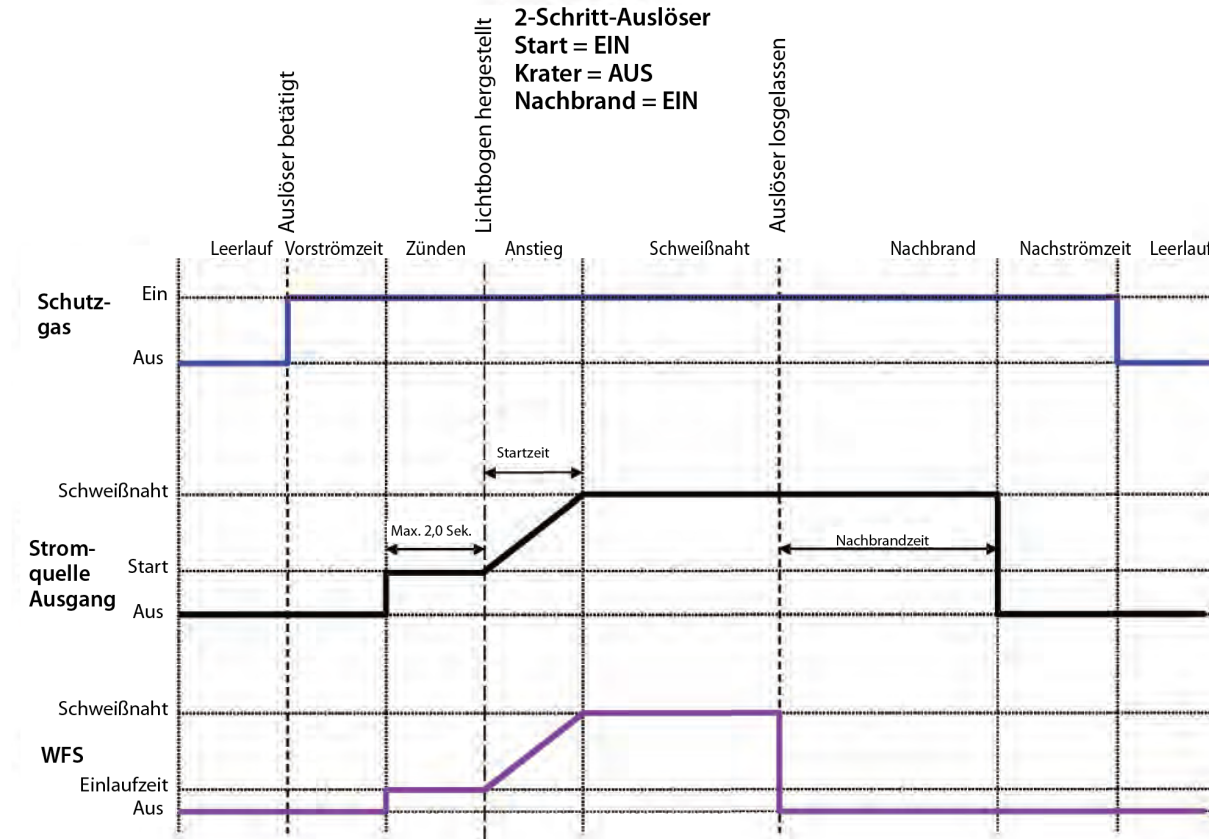 2-Schritt-Auslöser
Start = EIN
Krater = AUS
Nachbrand = EIN
Auslöser betätigt
Lichtbogen hergestellt
Auslöser losgelassen
Leerlauf Vorströmzeit Zünden Anstieg Schweißnaht Nachbrand Nachströmzeit Leerlauf
Schutz-
gas
Ein
Aus
Startzeit
Schweißnaht
Max. 2,0 Sek.
Nachbrandzeit
Strom-
quelle
Ausgang
Start
Aus
Schweißnaht
WFS
Einlaufzeit
Aus